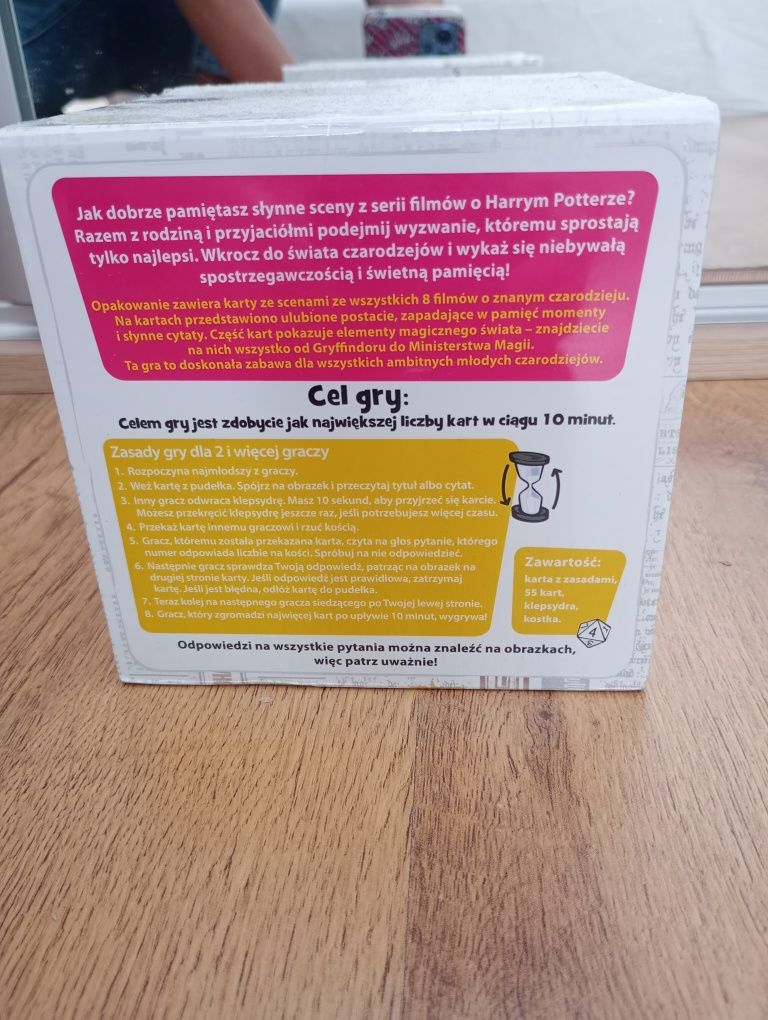 Jak dobrze pamiętasz słynne sceny z serii filmów o Harrym Potterze?
Razem z rodziną i przyjaciółmi podejmij wyzwanie, któremu sprostają
tylko najlepsi. Wkrocz do świata czarodziejów i wykaż się niebywałą
spostrzegawczością i świetną pamięcią!
Opakowanie zawiera karty ze scenami ze wszystkich 8 filmów o znanym czarodzieju.
Na kartach przedstawiono ulubione postacie, zapadające w pamięć momenty
i słynne cytaty. Część kart pokazuje elementy magicznego świata – znajdziecie
na nich wszystko od Gryffindoru do Ministerstwa Magii.
Ta gra to doskonała zabawa dla wszystkich ambitnych młodych czarodziejów.
Cel gry:
Celem gry jest zdobycie jak największej liczby kart w ciągu 10 minut.
Zasady gry dla 2 i więcej graczy
1. Rozpoczyna najmłodszy z graczy.
2. Weź kartę z pudełka. Spójrz na obrazek i przeczytaj tytuł albo cytat.
3. Inny gracz odwraca klepsydrę. Masz 10 sekund, aby przyjrzeć się karcie.
Możesz przekręcić klepsydrę jeszcze raz, jeśli potrzebujesz więcej czasu.
4. Przekaż kartę innemu graczowi i rzuć kością.
5. Gracz, któremu została przekazana karta, czyta na głos pytanie, którego
numer odpowiada liczbie na kości. Spróbuj na nie odpowiedzieć.
6. Następnie gracz sprawdza Twoją odpowiedź, patrząc na obrazek na
drugiej stronie karty. Jeśli odpowiedź jest prawidłowa, zatrzymaj
kartę. Jeśli jest błędna, odłóż kartę do pudełka.
7. Teraz kolej na następnego gracza siedzącego po Twojej lewej stronie.
8. Gracz, który zgromadzi najwięcej kart po upływie 10 minut, wygrywa!
Zawartość:
karta z zasadami,
55 kart,
klepsydra,
kostka.
4
Odpowiedzi na wszystkie pytania można znaleźć na obrazkach,
więc patrz uważnie!